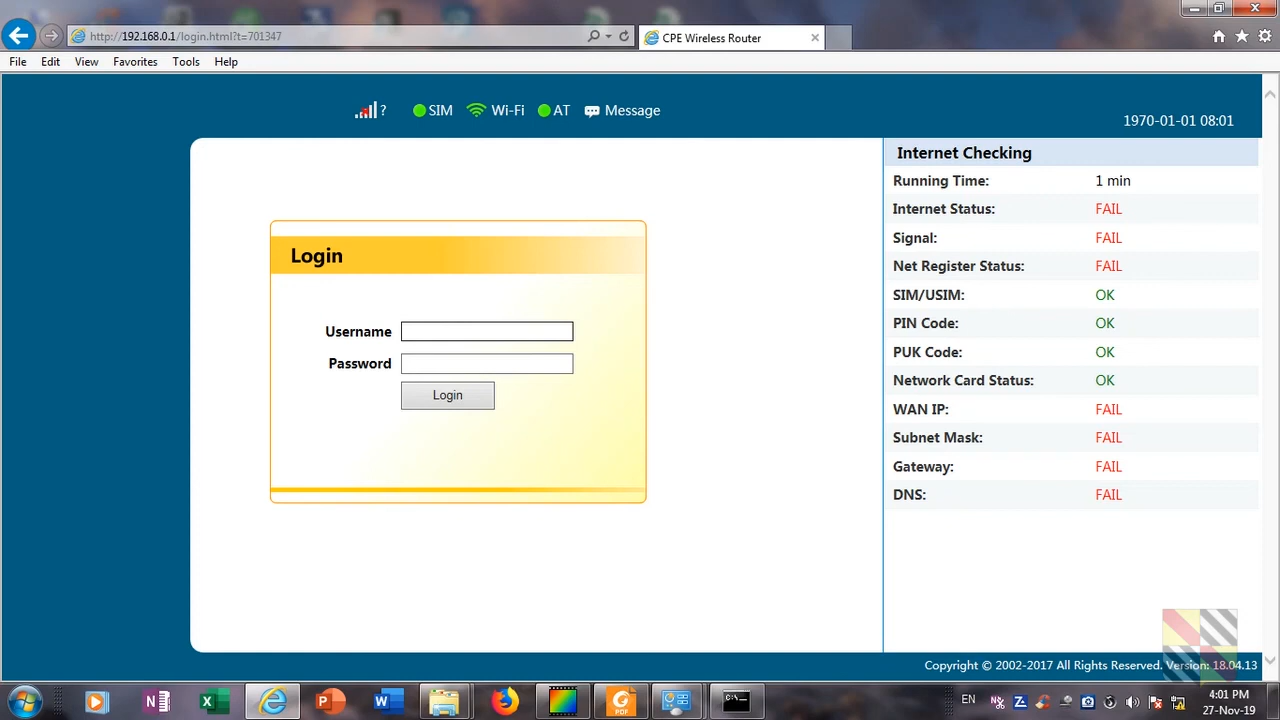 http://192.168.0.1/login.html?t=701347
CPE Wireless Router
File Edit View Favorites Tools Help
? SIM Wi-Fi AT Message
1970-01-01 08:01
Login
Username
Password
Login
Internet Checking
Running Time: 1 min
Internet Status: FAIL
Signal: FAIL
Net Register Status: FAIL
SIM/USIM: OK
PIN Code: OK
PUK Code: OK
Network Card Status: OK
WAN IP: FAIL
Subnet Mask: FAIL
Gateway: FAIL
DNS: FAIL
Copyright © 2002-2017 All Rights Reserved. Version: 18.04.13
EN
4:01 PM
27-Nov-19